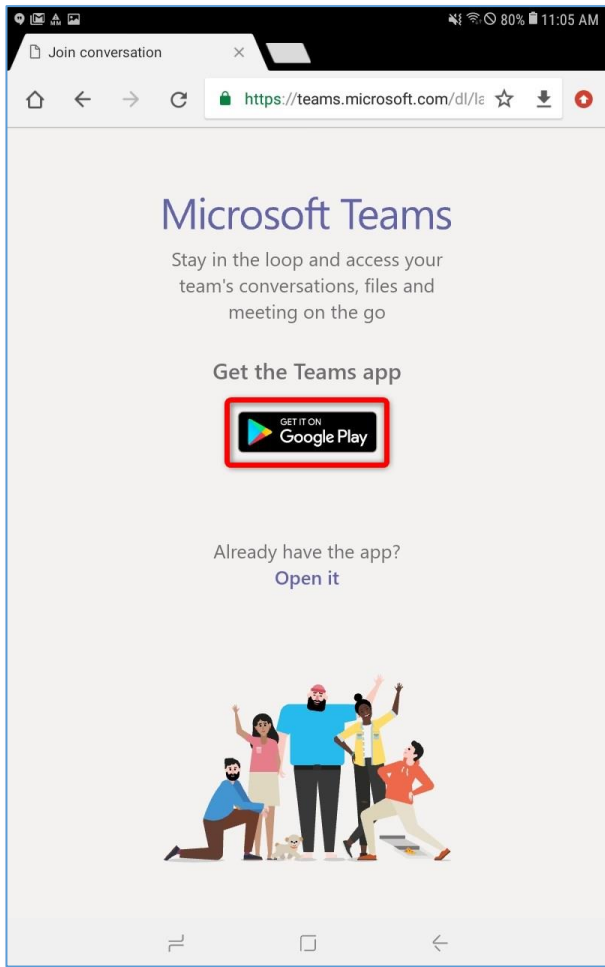 80% 11:05 AM
Join conversation
https://teams.microsoft.com/dl/la
Microsoft Teams
Stay in the loop and access your
team's conversations, files and
meeting on the go
Get the Teams app
GET IT ON
Google Play
Already have the app?
Open it